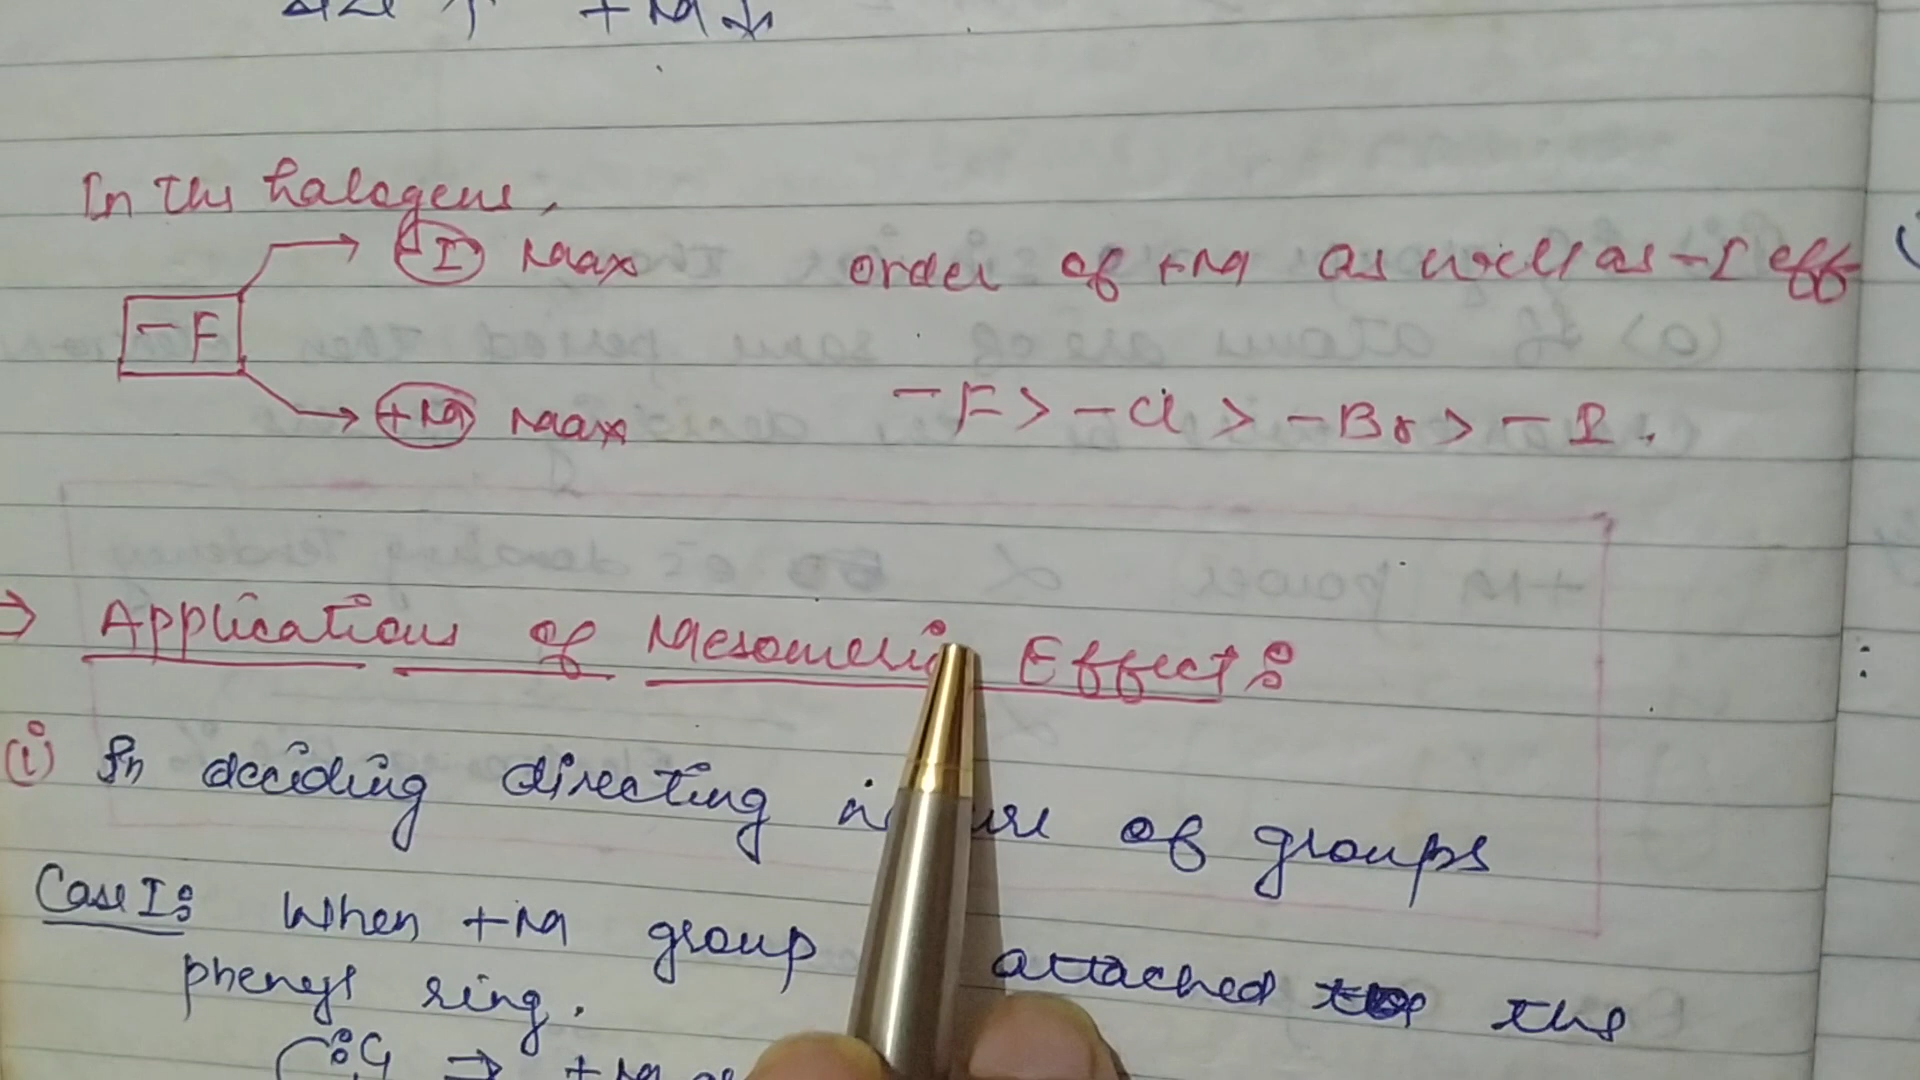 In the halogens,
-I max
order of +M as well as -I eff
-F
+M max
-F > -Cl > -Br > -I.
⇒ Applications of Mesomeric Effect:
(i) In deciding directing of groups
Case I: When +M group attached the
phenyl ring.
G ⇒ +M